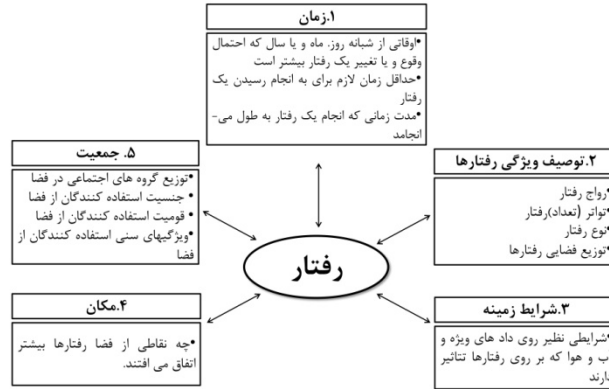 ۱.زمان
•اوقاتی از شبانه روز، ماه و یا سال که احتمال
وقوع و یا تغییر یک رفتار بیشتر است
•حداقل زمان لازم برای به انجام رسیدن یک
رفتار
•مدت زمانی که انجام یک رفتار به طول می-
انجامد
۲.توصیف ویژگی رفتارها
•رواج رفتار
•تواتر (تعداد)رفتار
•نوع رفتار
•توزیع فضایی رفتارها
۳.شرایط زمینه
•شرایطی نظیر روی داد های ویژه و
ب و هوا که بر روی رفتارها تتاثیر
ارند
۴.مکان
•چه نقاطی از فضا رفتارها بیشتر
اتفاق می افتند.
۵. جمعیت
•توزیع گروه های اجتماعی در فضا
• جنسیت استفاده کنندگان از فضا
• قومیت استفاده کنندگان از فضا
•ویژگیهای سنی استفاده کنندگان از
فضا
رفتار